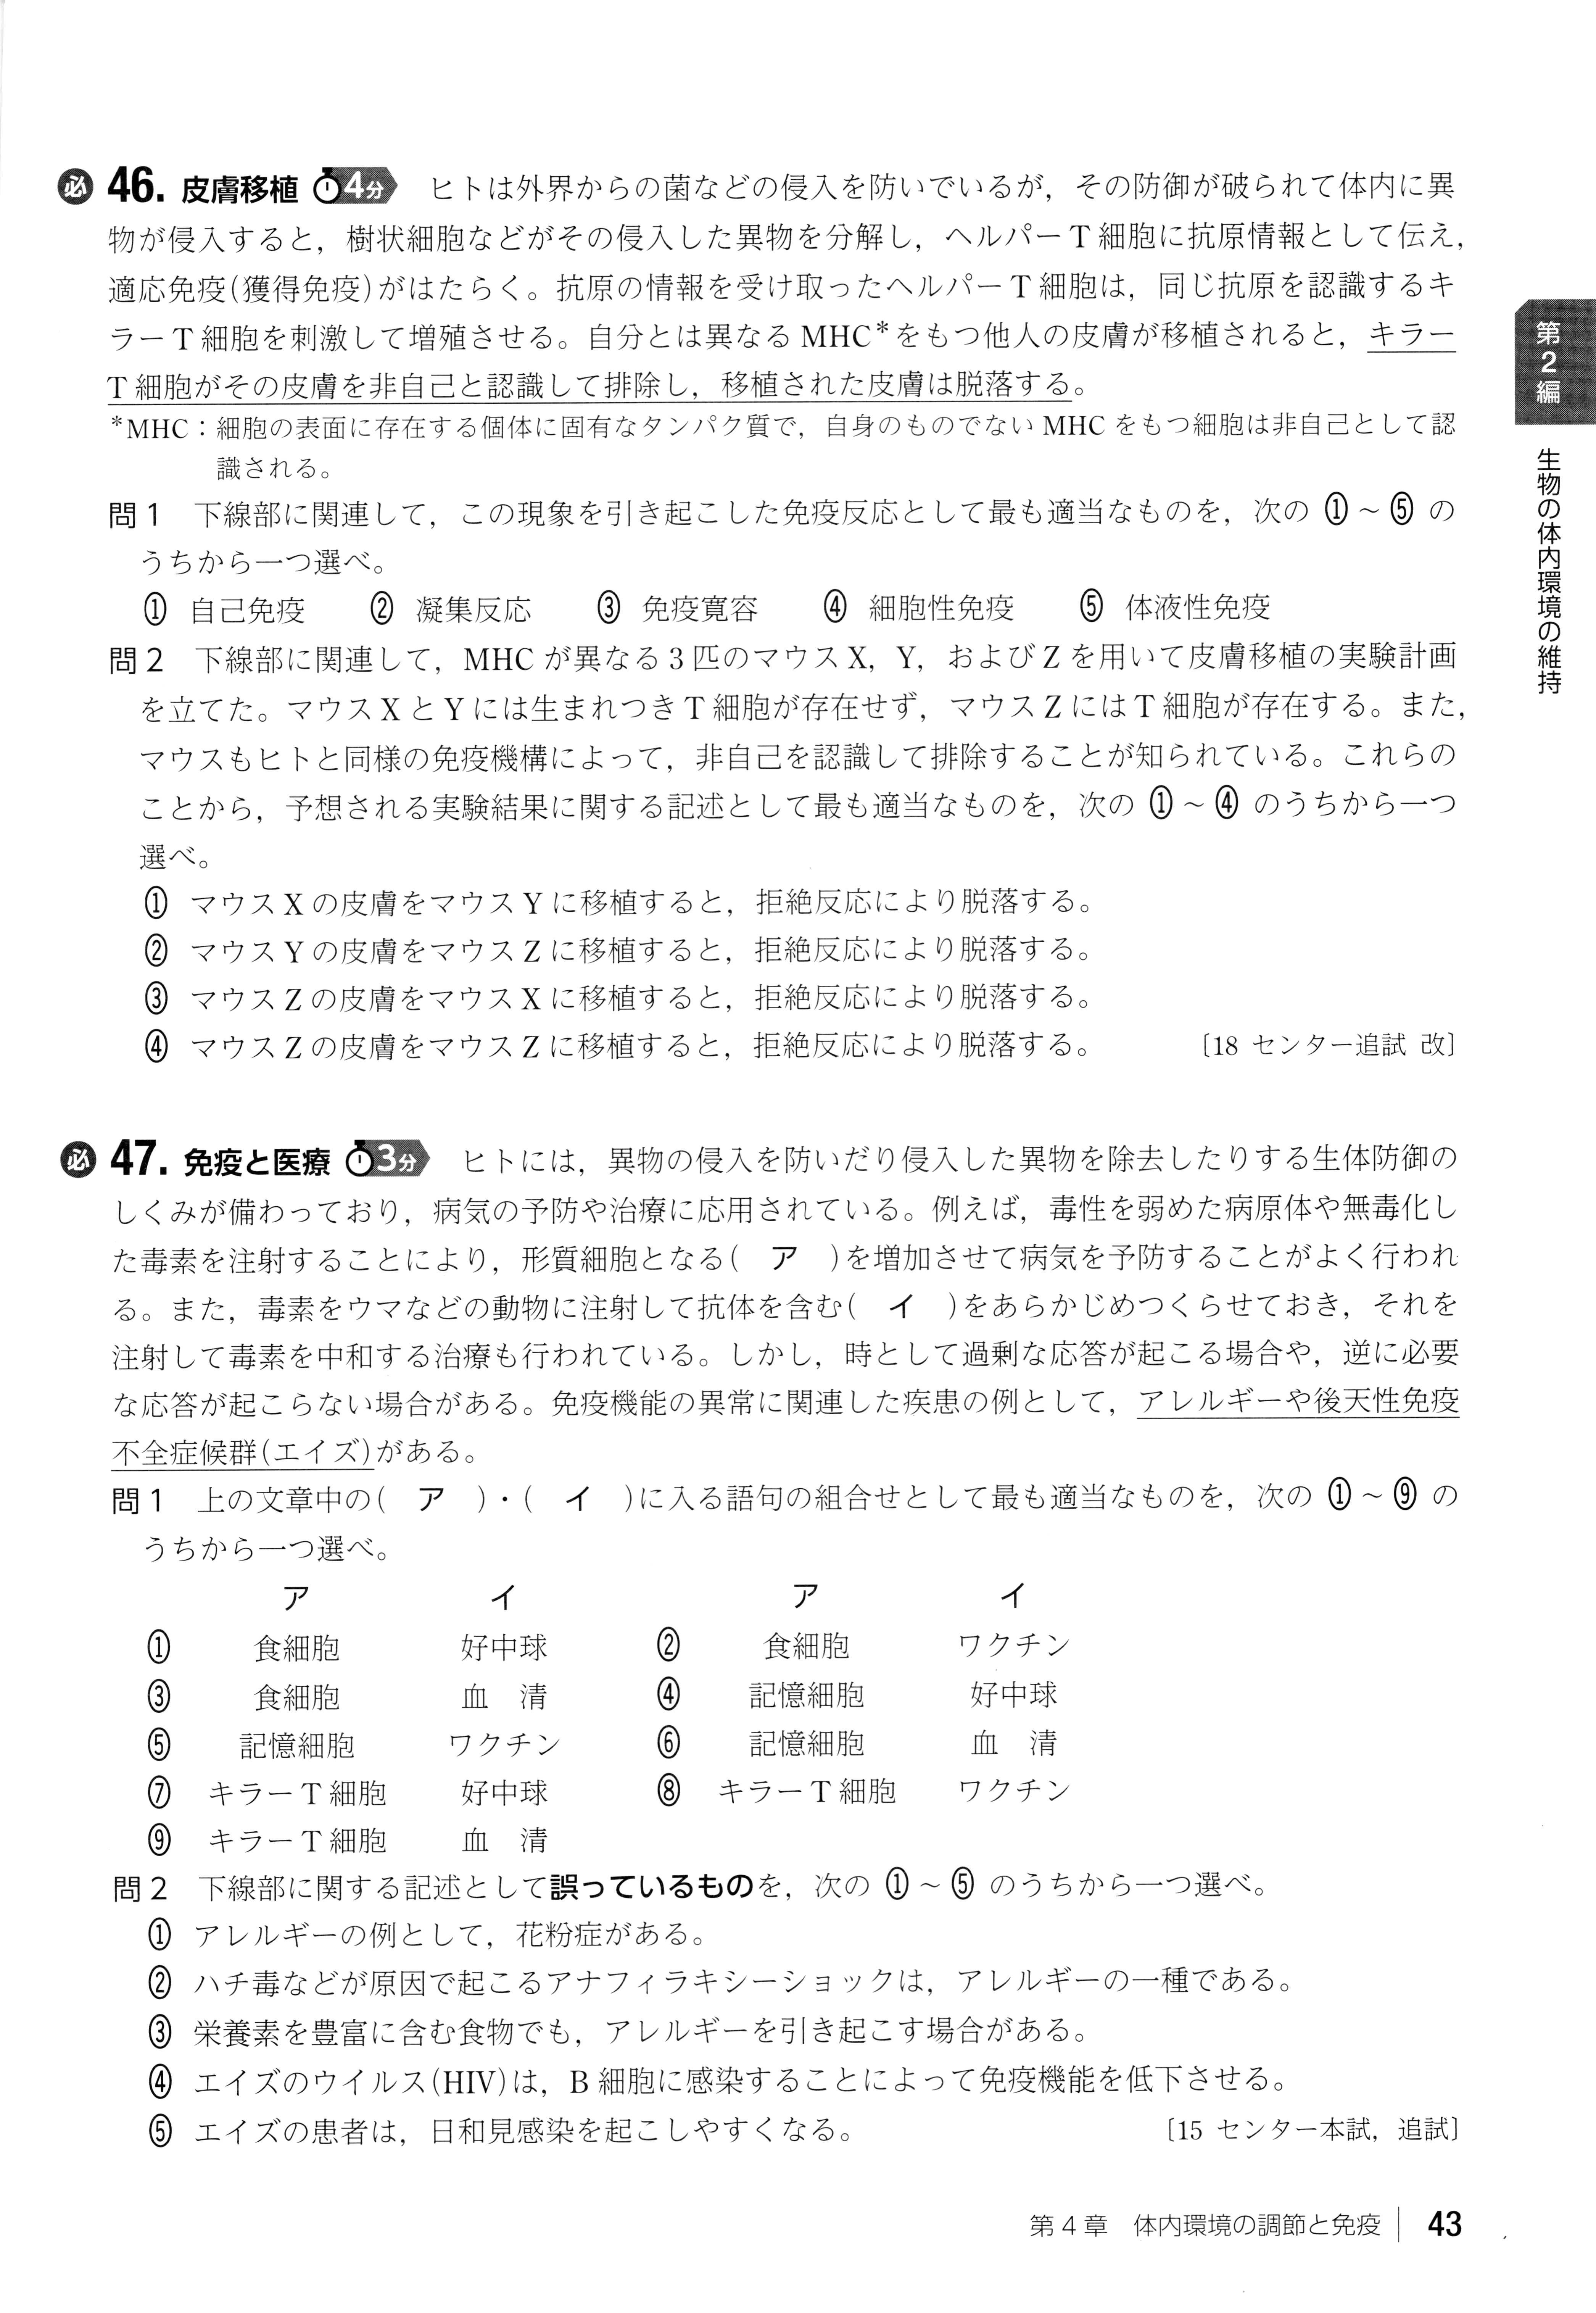 必 46. 皮膚移植 4分 ヒトは外界からの菌などの侵入を防いでいるが，その防御が破られて体内に異
物が侵入すると，樹状細胞などがその侵入した異物を分解し，ヘルパーT細胞に抗原情報として伝え，
適応免疫(獲得免疫)がはたらく。抗原の情報を受け取ったヘルパーT細胞は，同じ抗原を認識するキ
ラーT細胞を刺激して増殖させる。自分とは異なるMHC*をもつ他人の皮膚が移植されると，キラー
T細胞がその皮膚を非自己と認識して排除し，移植された皮膚は脱落する。
*MHC：細胞の表面に存在する個体に固有なタンパク質で，自身のものでないMHCをもつ細胞は非自己として認
識される。
問1 下線部に関連して，この現象を引き起こした免疫反応として最も適当なものを，次の ①～⑤ の
うちから一つ選べ。
① 自己免疫 ② 凝集反応 ③ 免疫寛容 ④ 細胞性免疫 ⑤ 体液性免疫
問2 下線部に関連して，MHCが異なる3匹のマウスX，Y，およびZを用いて皮膚移植の実験計画
を立てた。マウスXとYには生まれつきT細胞が存在せず，マウスZにはT細胞が存在する。また，
マウスもヒトと同様の免疫機構によって，非自己を認識して排除することが知られている。これらの
ことから，予想される実験結果に関する記述として最も適当なものを，次の ①～④ のうちから一つ
選べ。
① マウスXの皮膚をマウスYに移植すると，拒絶反応により脱落する。
② マウスYの皮膚をマウスZに移植すると，拒絶反応により脱落する。
③ マウスZの皮膚をマウスXに移植すると，拒絶反応により脱落する。
④ マウスZの皮膚をマウスZに移植すると，拒絶反応により脱落する。 〔18 センター追試 改〕
必 47. 免疫と医療 3分 ヒトには，異物の侵入を防いだり侵入した異物を除去したりする生体防御の
しくみが備わっており，病気の予防や治療に応用されている。例えば，毒性を弱めた病原体や無毒化し
た毒素を注射することにより，形質細胞となる( ア )を増加させて病気を予防することがよく行われ
る。また，毒素をウマなどの動物に注射して抗体を含む( イ )をあらかじめつくらせておき，それを
注射して毒素を中和する治療も行われている。しかし，時として過剰な応答が起こる場合や，逆に必要
な応答が起こらない場合がある。免疫機能の異常に関連した疾患の例として，アレルギーや後天性免疫
不全症候群(エイズ)がある。
問1 上の文章中の( ア )・( イ )に入る語句の組合せとして最も適当なものを，次の ①～⑨ の
うちから一つ選べ。
ア イ ア イ
① 食細胞 好中球 ② 食細胞 ワクチン
③ 食細胞 血 清 ④ 記憶細胞 好中球
⑤ 記憶細胞 ワクチン ⑥ 記憶細胞 血 清
⑦ キラーT細胞 好中球 ⑧ キラーT細胞 ワクチン
⑨ キラーT細胞 血 清
問2 下線部に関する記述として誤っているものを，次の ①～⑤ のうちから一つ選べ。
① アレルギーの例として，花粉症がある。
② ハチ毒などが原因で起こるアナフィラキシーショックは，アレルギーの一種である。
③ 栄養素を豊富に含む食物でも，アレルギーを引き起こす場合がある。
④ エイズのウイルス(HIV)は，B細胞に感染することによって免疫機能を低下させる。
⑤ エイズの患者は，日和見感染を起こしやすくなる。 〔15 センター本試，追試〕
第2編
生物の体内環境の維持
第4章 体内環境の調節と免疫 43